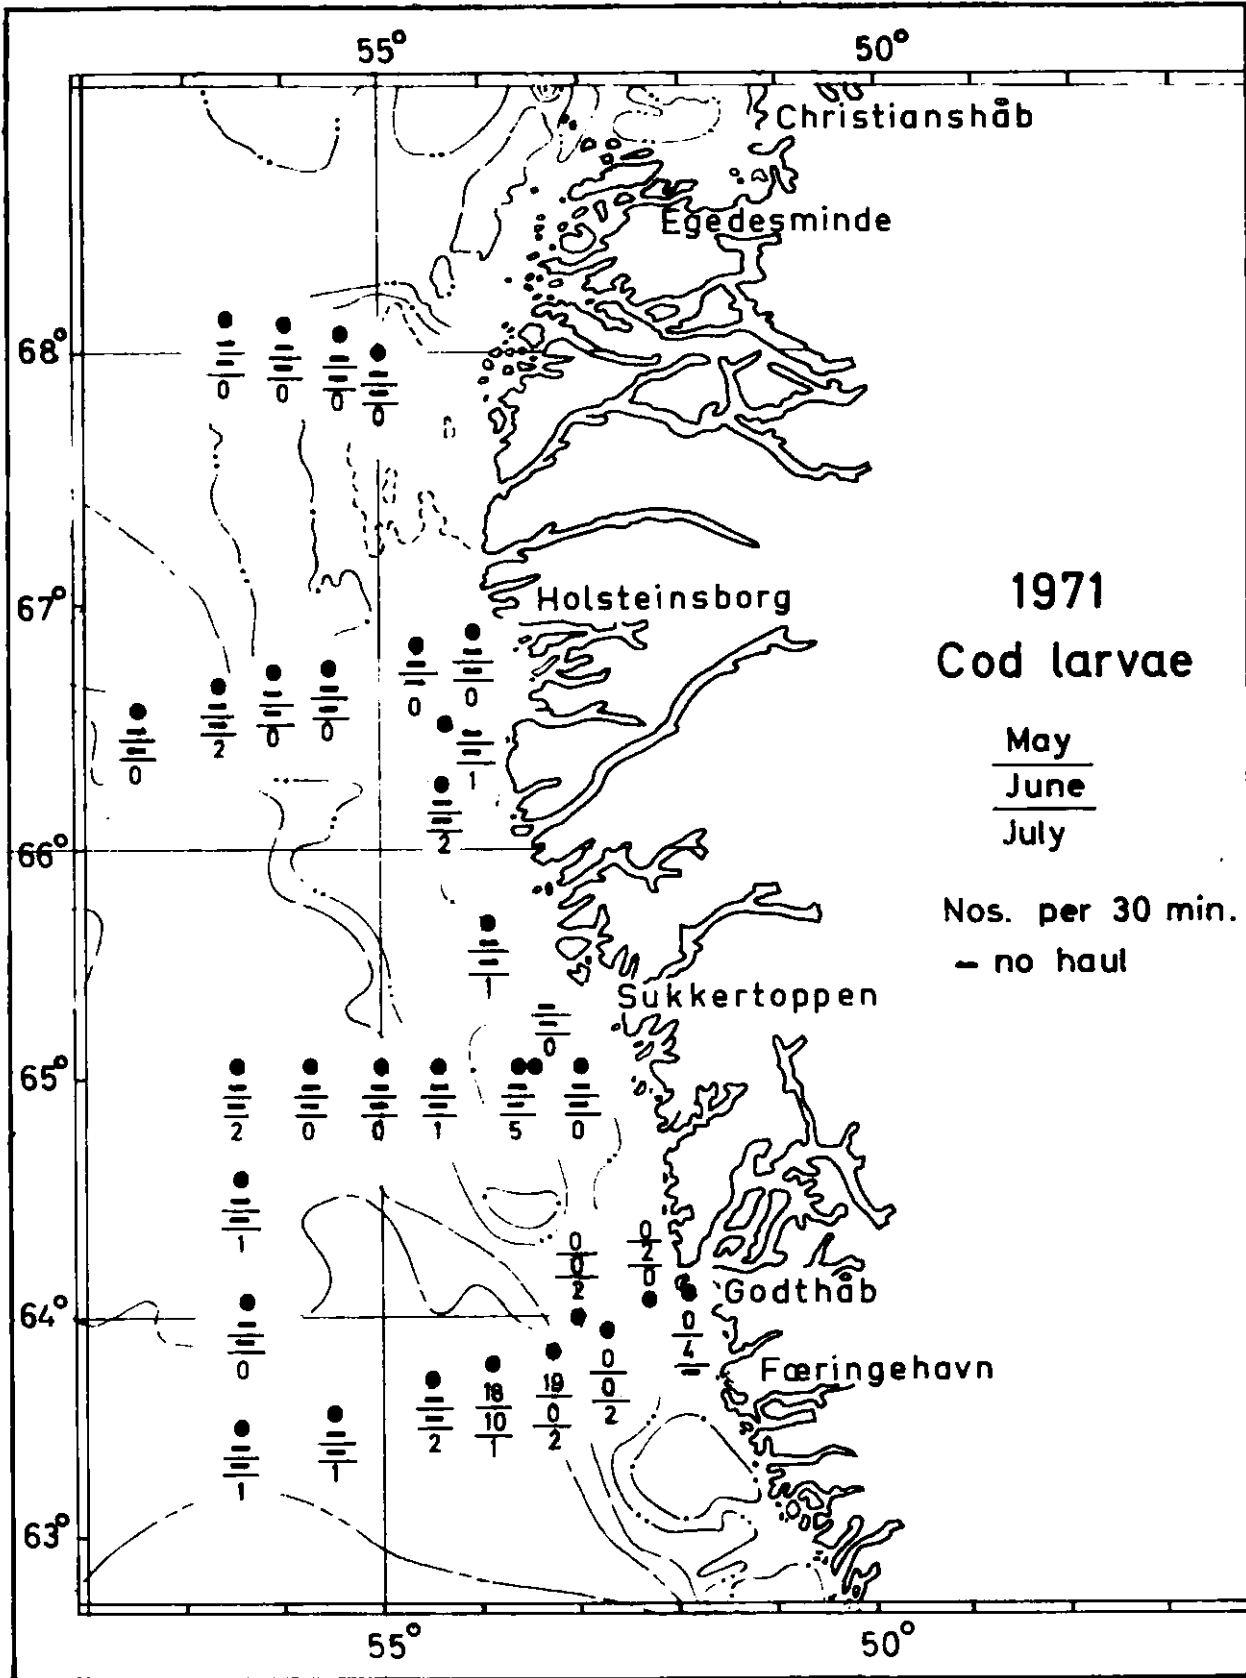 55° 50°
Christianshåb
Egedesminde
68°
– – – –
– – – –
0 0 0 0
67°
Holsteinsborg
1971
Cod larvae
May
June
July
Nos. per 30 min.
– no haul
– – – – – –
– – – – – –
0 2 0 0 0 0
–
–
1
–
–
2
66°
–
–
1
Sukkertoppen
–
–
0
65°
– – – – – –
– – – – – –
2 0 0 1 5 0
–
–
1
0 0
0 2
2 0
64°
Godthåb
–
–
0
0
4
–
Færingehavn
– 18 19 0
– 10 0 0
2 1 2 2
– –
– –
1 1
63°
55° 50°